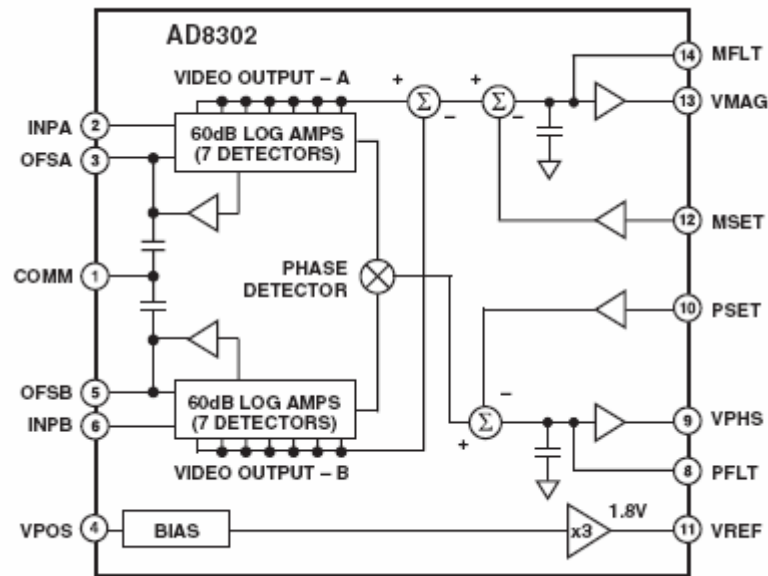 AD8302
VIDEO OUTPUT – A
+
+
14 MFLT
INPA 2
Σ
–
Σ
–
13 VMAG
60dB LOG AMPS
(7 DETECTORS)
OFSA 3
12 MSET
COMM 1
PHASE
DETECTOR
10 PSET
OFSB 5
60dB LOG AMPS
(7 DETECTORS)
–
Σ
+
9 VPHS
INPB 6
VIDEO OUTPUT – B
8 PFLT
VPOS 4
BIAS
x3
1.8V
11 VREF